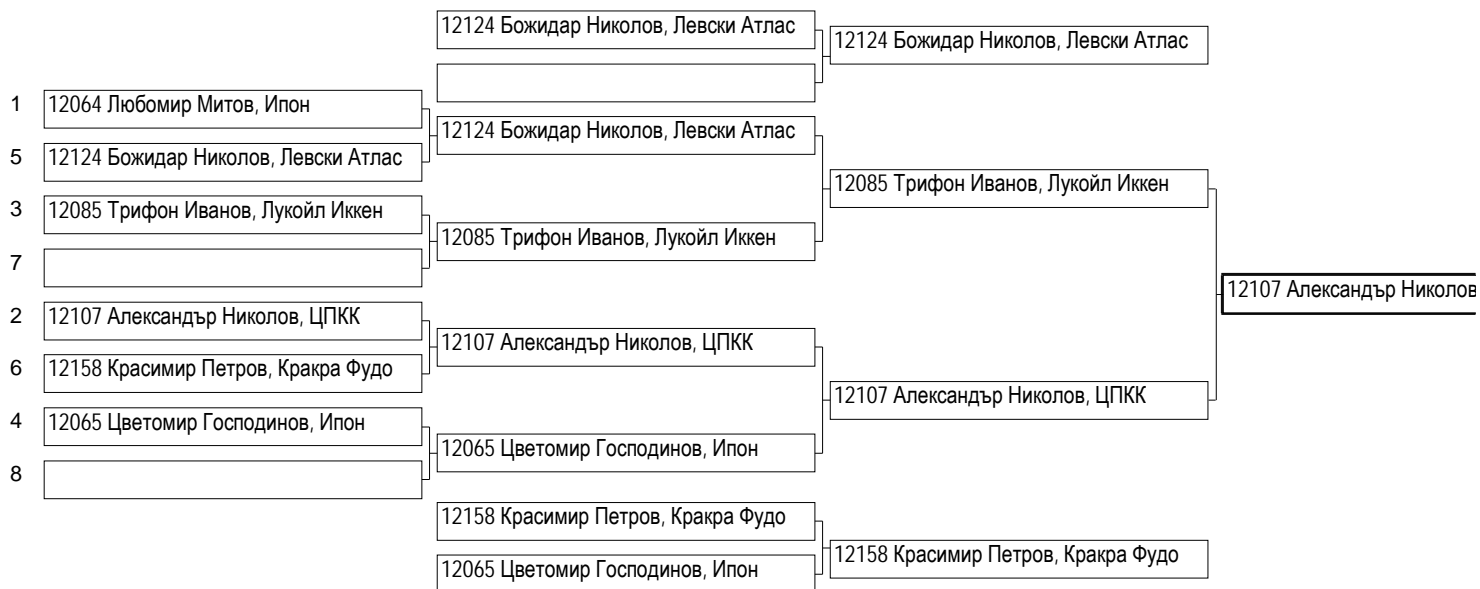 12124 Божидар Николов, Левски Атлас
12124 Божидар Николов, Левски Атлас
1 12064 Любомир Митов, Ипон
12124 Божидар Николов, Левски Атлас
5 12124 Божидар Николов, Левски Атлас
12085 Трифон Иванов, Лукойл Иккен
3 12085 Трифон Иванов, Лукойл Иккен
12085 Трифон Иванов, Лукойл Иккен
7
12107 Александър Николов
2 12107 Александър Николов, ЦПКК
12107 Александър Николов, ЦПКК
6 12158 Красимир Петров, Кракра Фудо
12107 Александър Николов, ЦПКК
4 12065 Цветомир Господинов, Ипон
12065 Цветомир Господинов, Ипон
8
12158 Красимир Петров, Кракра Фудо
12158 Красимир Петров, Кракра Фудо
12065 Цветомир Господинов, Ипон